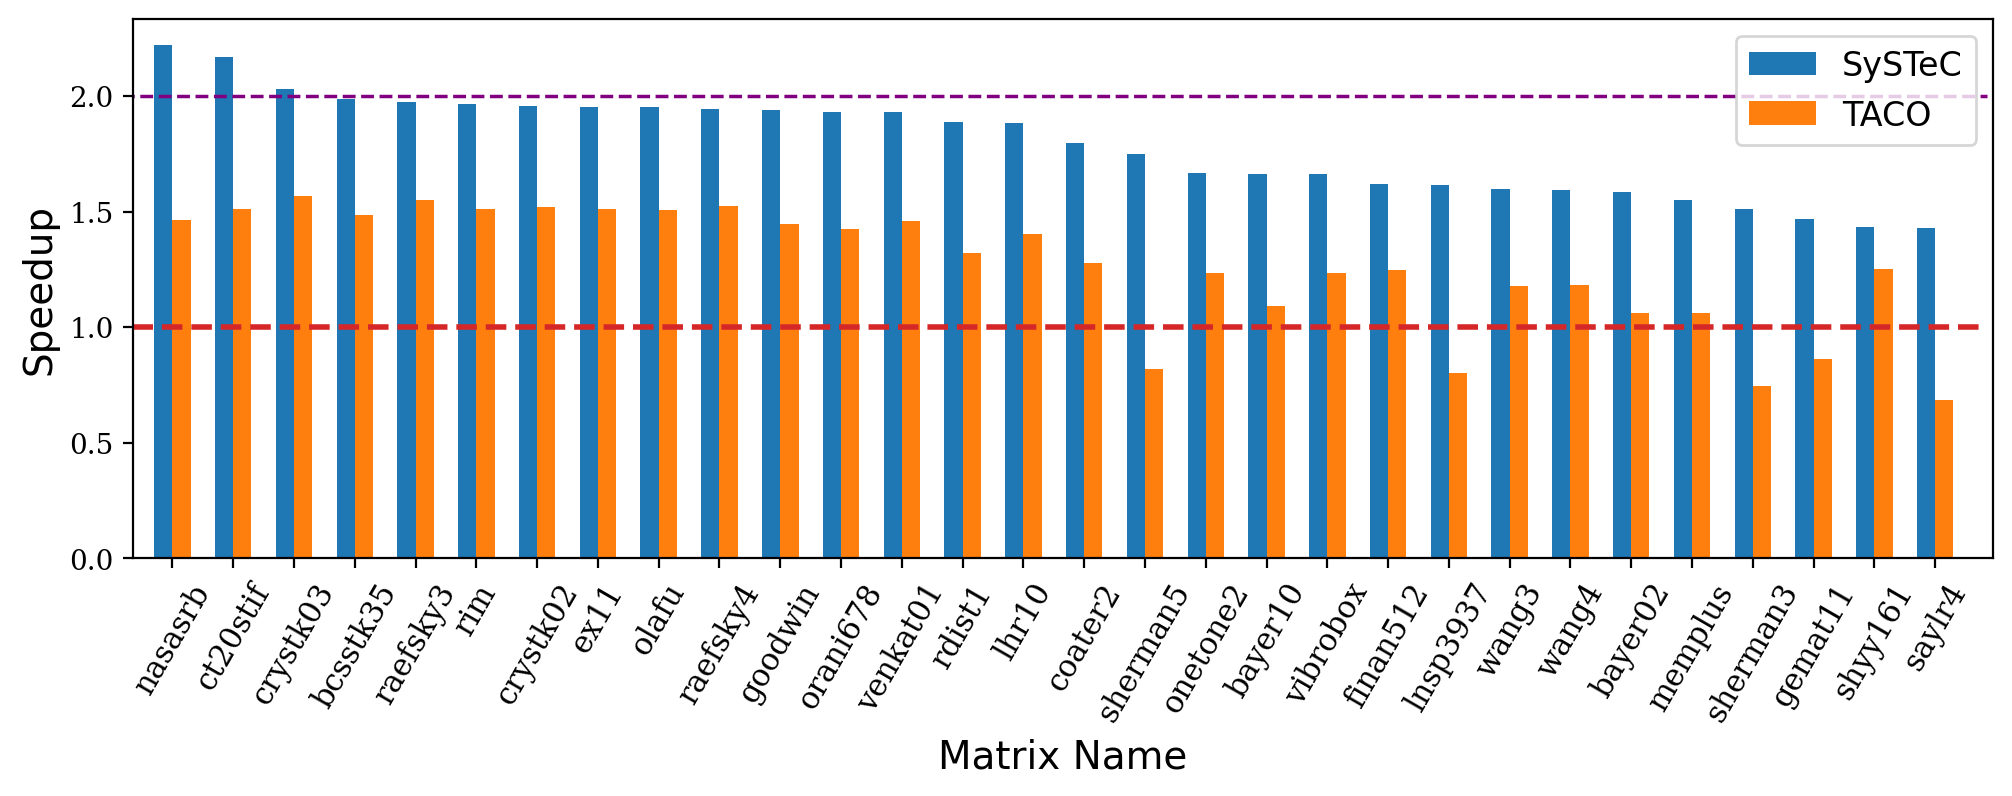 SySTeC
TACO
Speedup
2.0
1.5
1.0
0.5
0.0
nasasrb
ct20stif
crystk03
bcsstk35
raefsky3
rim
crystk02
ex11
olafu
raefsky4
goodwin
orani678
venkat01
rdist1
lhr10
coater2
sherman5
onetone2
bayer10
vibrobox
finan512
lnsp3937
wang3
wang4
bayer02
memplus
sherman3
gemat11
shyy161
saylr4
Matrix Name